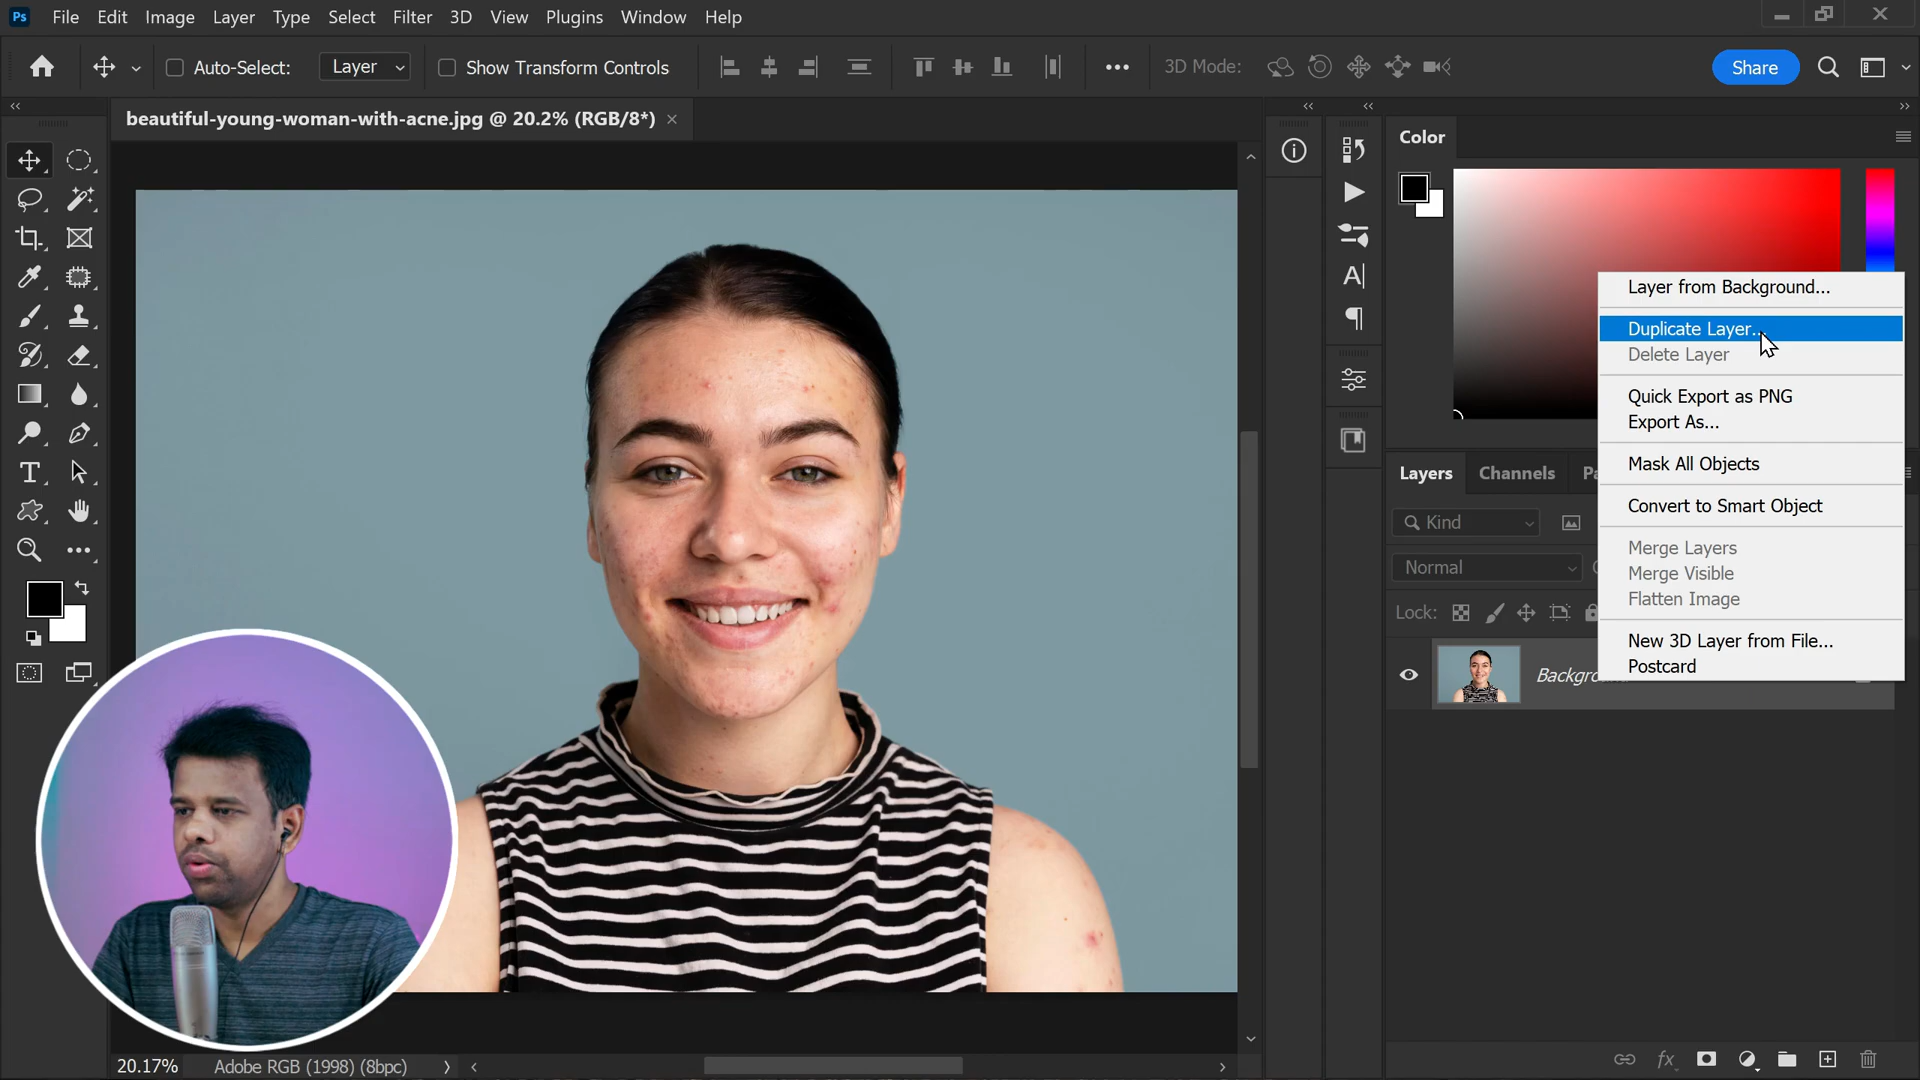 Ps File Edit Image Layer Type Select Filter 3D View Plugins Window Help
Auto-Select: Layer Show Transform Controls 3D Mode: Share
beautiful-young-woman-with-acne.jpg @ 20.2% (RGB/8*)
Color
Layer from Background...
Duplicate Layer...
Delete Layer
Quick Export as PNG
Export As...
Mask All Objects
Convert to Smart Object
Merge Layers
Merge Visible
Flatten Image
New 3D Layer from File...
Postcard
Layers Channels Pa
Kind
Normal
Lock:
Backgro
20.17% Adobe RGB (1998) (8bpc)
fx